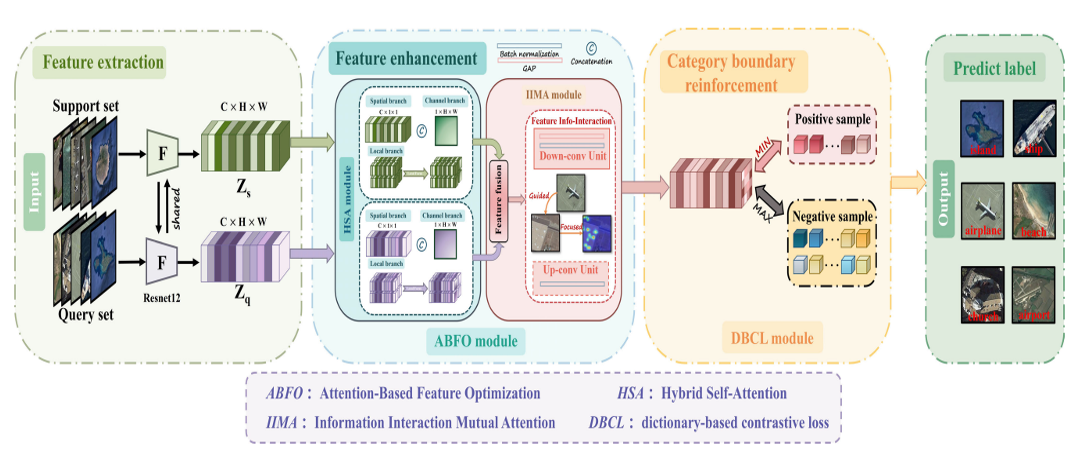 Feature extraction
Input
Support set
F
C × H × W
Z_s
shared
C × H × W
F
Resnet12
Z_q
Query set
Feature enhancement
Batch normalization
GAP
C
Concatenation
HSA module
Spatial branch
Channel branch
C × 1 × 1
1 × H × W
C
Local branch
Spatial branch
Channel branch
C × 1 × 1
1 × H × W
C
Local branch
Feature fusion
IIMA module
Feature Info-Interaction
Down-conv Unit
Guided
Focused
Up-conv Unit
ABFO module
Category boundary
reinforcement
MIN
Positive sample
MAX
Negative sample
DBCL module
Predict label
Output
island
ship
airplane
beach
church
airport
ABFO : Attention-Based Feature Optimization
HSA : Hybrid Self-Attention
IIMA : Information Interaction Mutual Attention
DBCL : dictionary-based contrastive loss